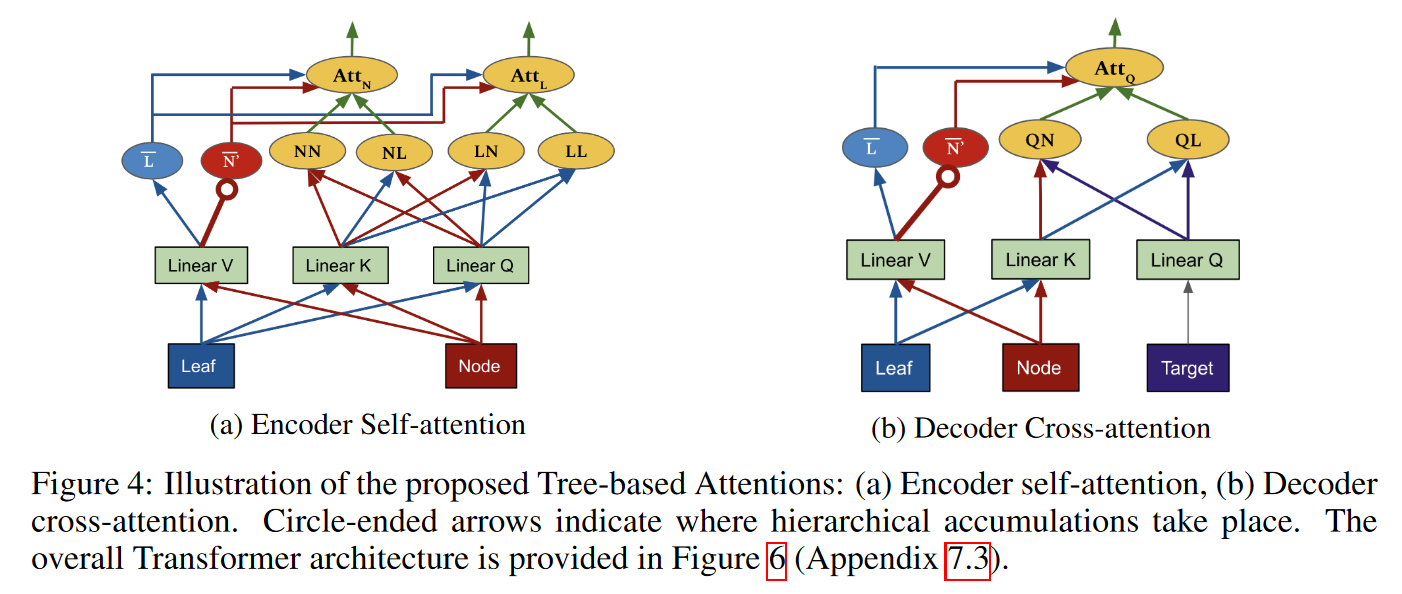 Att_N Att_L
L̅ N̅' NN NL LN LL
Linear V Linear K Linear Q
Leaf Node
(a) Encoder Self-attention
Att_Q
L̅ N̅' QN QL
Linear V Linear K Linear Q
Leaf Node Target
(b) Decoder Cross-attention
Figure 4: Illustration of the proposed Tree-based Attentions: (a) Encoder self-attention, (b) Decoder
cross-attention. Circle-ended arrows indicate where hierarchical accumulations take place. The
overall Transformer architecture is provided in Figure 6 (Appendix 7.3).